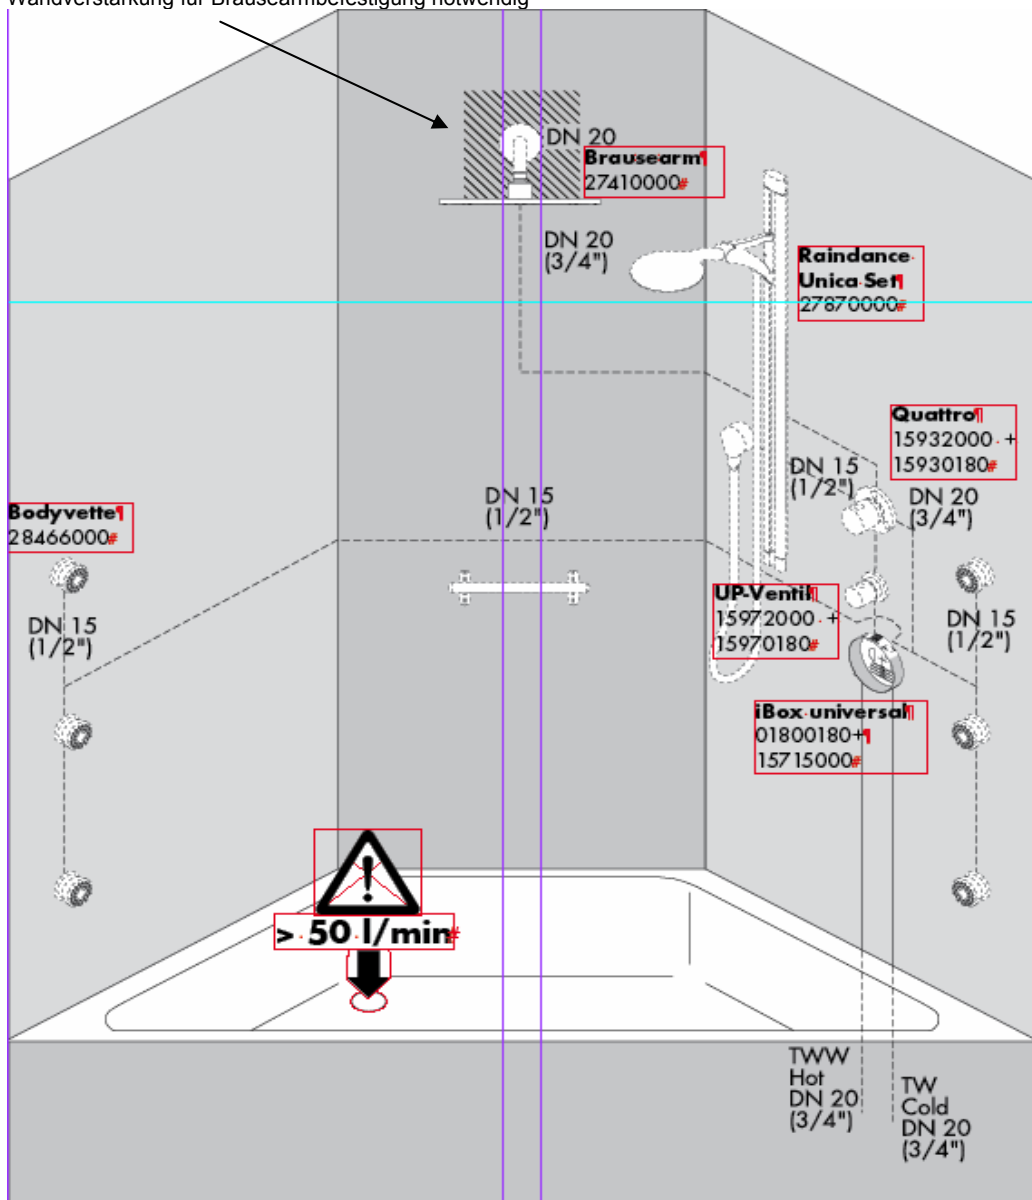 Wandverstärkung für Brausearmbefestigung notwendig
DN 20
Brausearm¶
27410000#
DN 20
(3/4")
Raindance·
Unica·Set¶
27870000#
Quattro¶
15932000·+
15930180#
DN 15
(1/2")
DN 20
(3/4")
DN 15
(1/2")
Bodyvette¶
28466000#
DN 15
(1/2")
UP-Ventil¶
15972000·+
15970180#
DN 15
(1/2")
iBox·universal¶
01800180+¶
15715000#
!
>·50·l/min#
TWW
Hot
DN 20
(3/4")
TW
Cold
DN 20
(3/4")